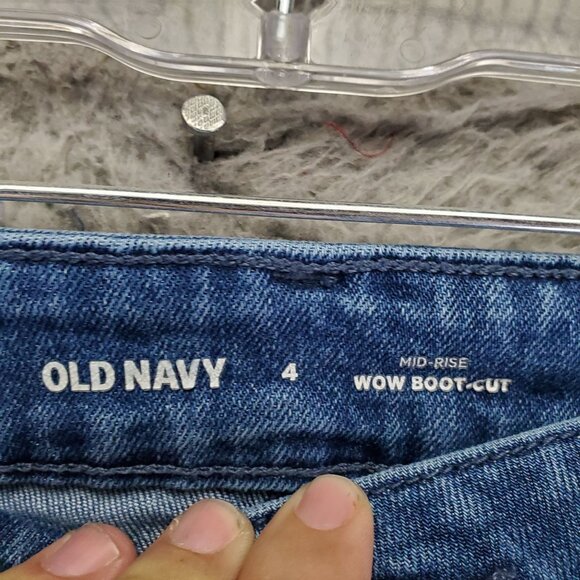 OLD NAVY
4
MID-RISE
WOW BOOT-CUT